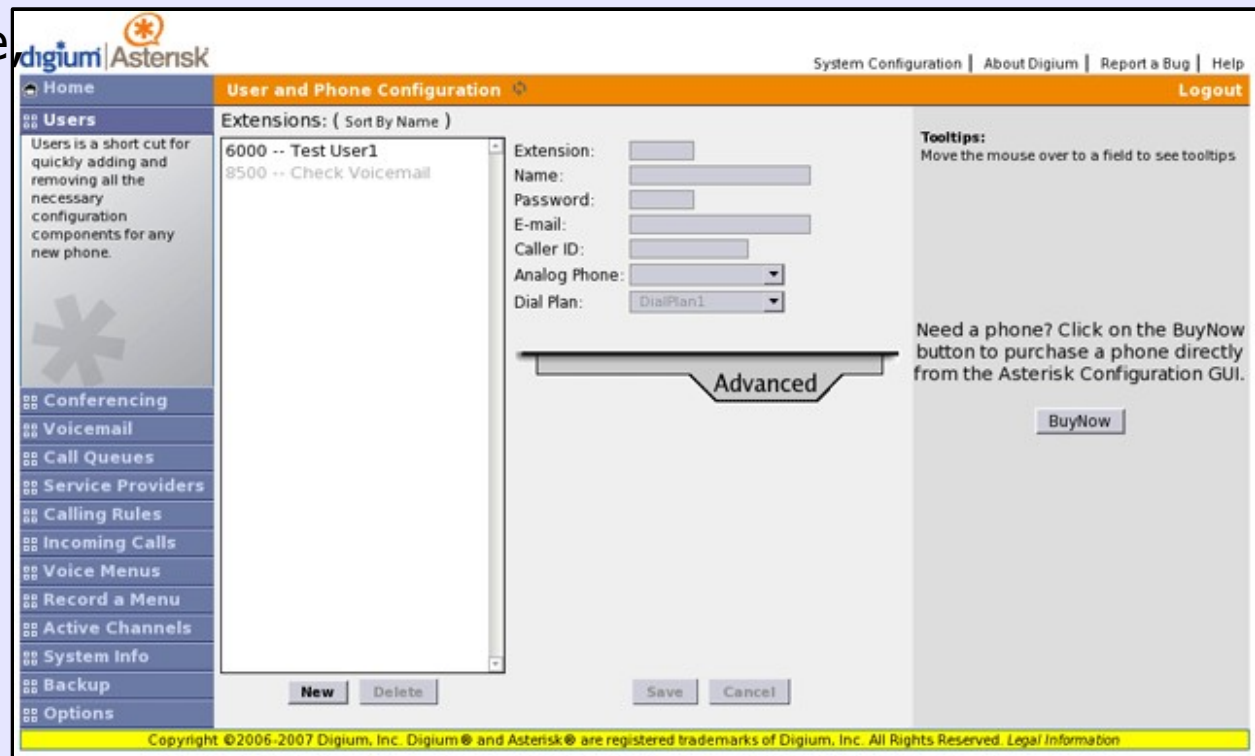 e,
digium Asterisk
System Configuration | About Digium | Report a Bug | Help
Home
User and Phone Configuration
Logout
Users
Users is a short cut for
quickly adding and
removing all the
necessary
configuration
components for any
new phone.
Conferencing
Voicemail
Call Queues
Service Providers
Calling Rules
Incoming Calls
Voice Menus
Record a Menu
Active Channels
System Info
Backup
Options
Extensions: ( Sort By Name )
6000 -- Test User1
8500 -- Check Voicemail
New Delete
Extension:
Name:
Password:
E-mail:
Caller ID:
Analog Phone:
Dial Plan: DialPlan1
Advanced
Save Cancel
Tooltips:
Move the mouse over to a field to see tooltips
Need a phone? Click on the BuyNow
button to purchase a phone directly
from the Asterisk Configuration GUI.
BuyNow
Copyright ©2006-2007 Digium, Inc. Digium® and Asterisk® are registered trademarks of Digium, Inc. All Rights Reserved. Legal Information